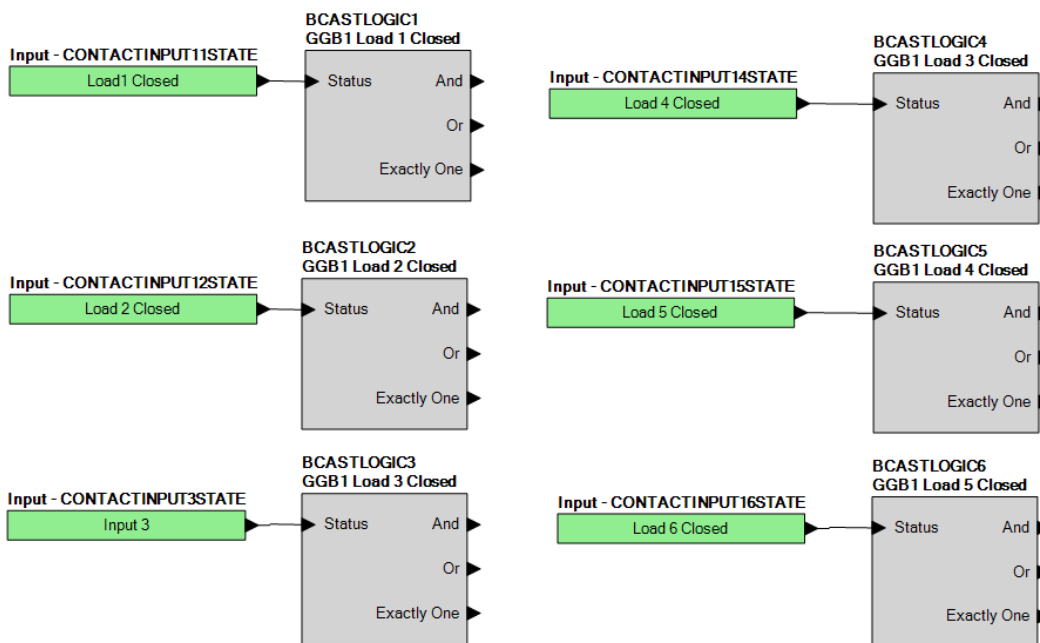 BCASTLOGIC1
GGB1 Load 1 Closed
Input - CONTACTINPUT11STATE
Load1 Closed
Status
And
Or
Exactly One
BCASTLOGIC2
GGB1 Load 2 Closed
Input - CONTACTINPUT12STATE
Load 2 Closed
Status
And
Or
Exactly One
BCASTLOGIC3
GGB1 Load 3 Closed
Input - CONTACTINPUT3STATE
Input 3
Status
And
Or
Exactly One
BCASTLOGIC4
GGB1 Load 3 Closed
Input - CONTACTINPUT14STATE
Load 4 Closed
Status
And
Or
Exactly One
BCASTLOGIC5
GGB1 Load 4 Closed
Input - CONTACTINPUT15STATE
Load 5 Closed
Status
And
Or
Exactly One
BCASTLOGIC6
GGB1 Load 5 Closed
Input - CONTACTINPUT16STATE
Load 6 Closed
Status
And
Or
Exactly One